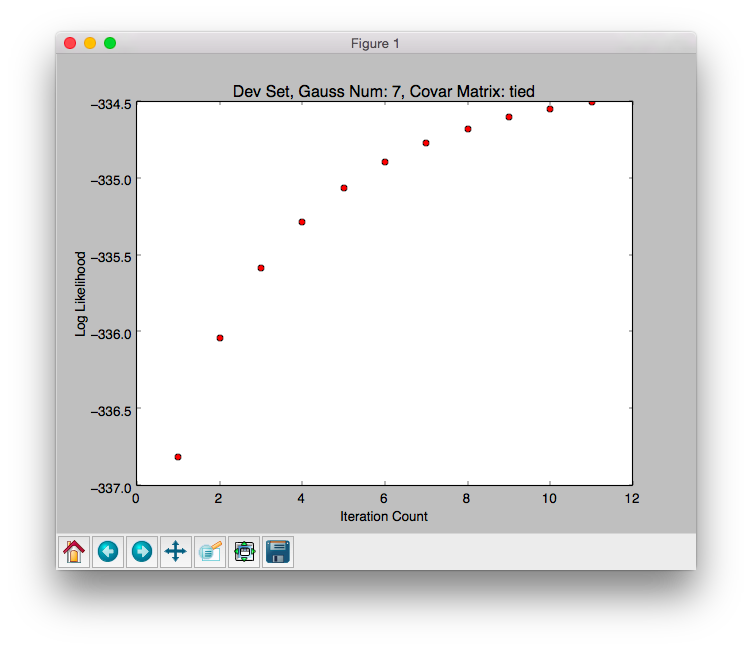 Figure 1
Dev Set, Gauss Num: 7, Covar Matrix: tied
−334.5
−335.0
−335.5
−336.0
−336.5
−337.0
Log Likelihood
0 2 4 6 8 10 12
Iteration Count